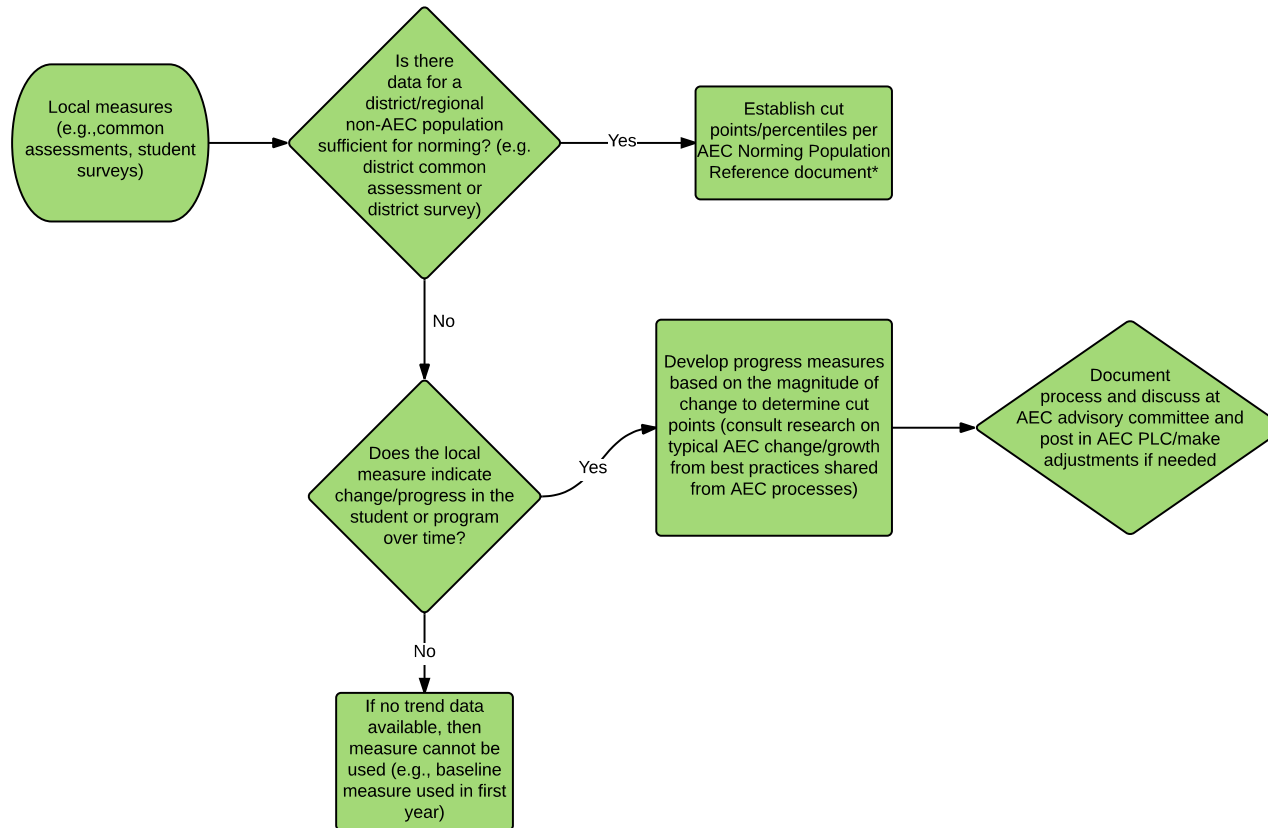 Local measures
(e.g.,common
assessments, student
surveys)
Is there
data for a
district/regional
non-AEC population
sufficient for norming? (e.g.
district common
assessment or
district survey)
Yes
Establish cut
points/percentiles per
AEC Norming Population
Reference document*
No
Does the local
measure indicate
change/progress in the
student or program
over time?
Yes
Develop progress measures
based on the magnitude of
change to determine cut
points (consult research on
typical AEC change/growth
from best practices shared
from AEC processes)
Document
process and discuss at
AEC advisory committee and
post in AEC PLC/make
adjustments if needed
No
If no trend data
available, then
measure cannot be
used (e.g., baseline
measure used in first
year)